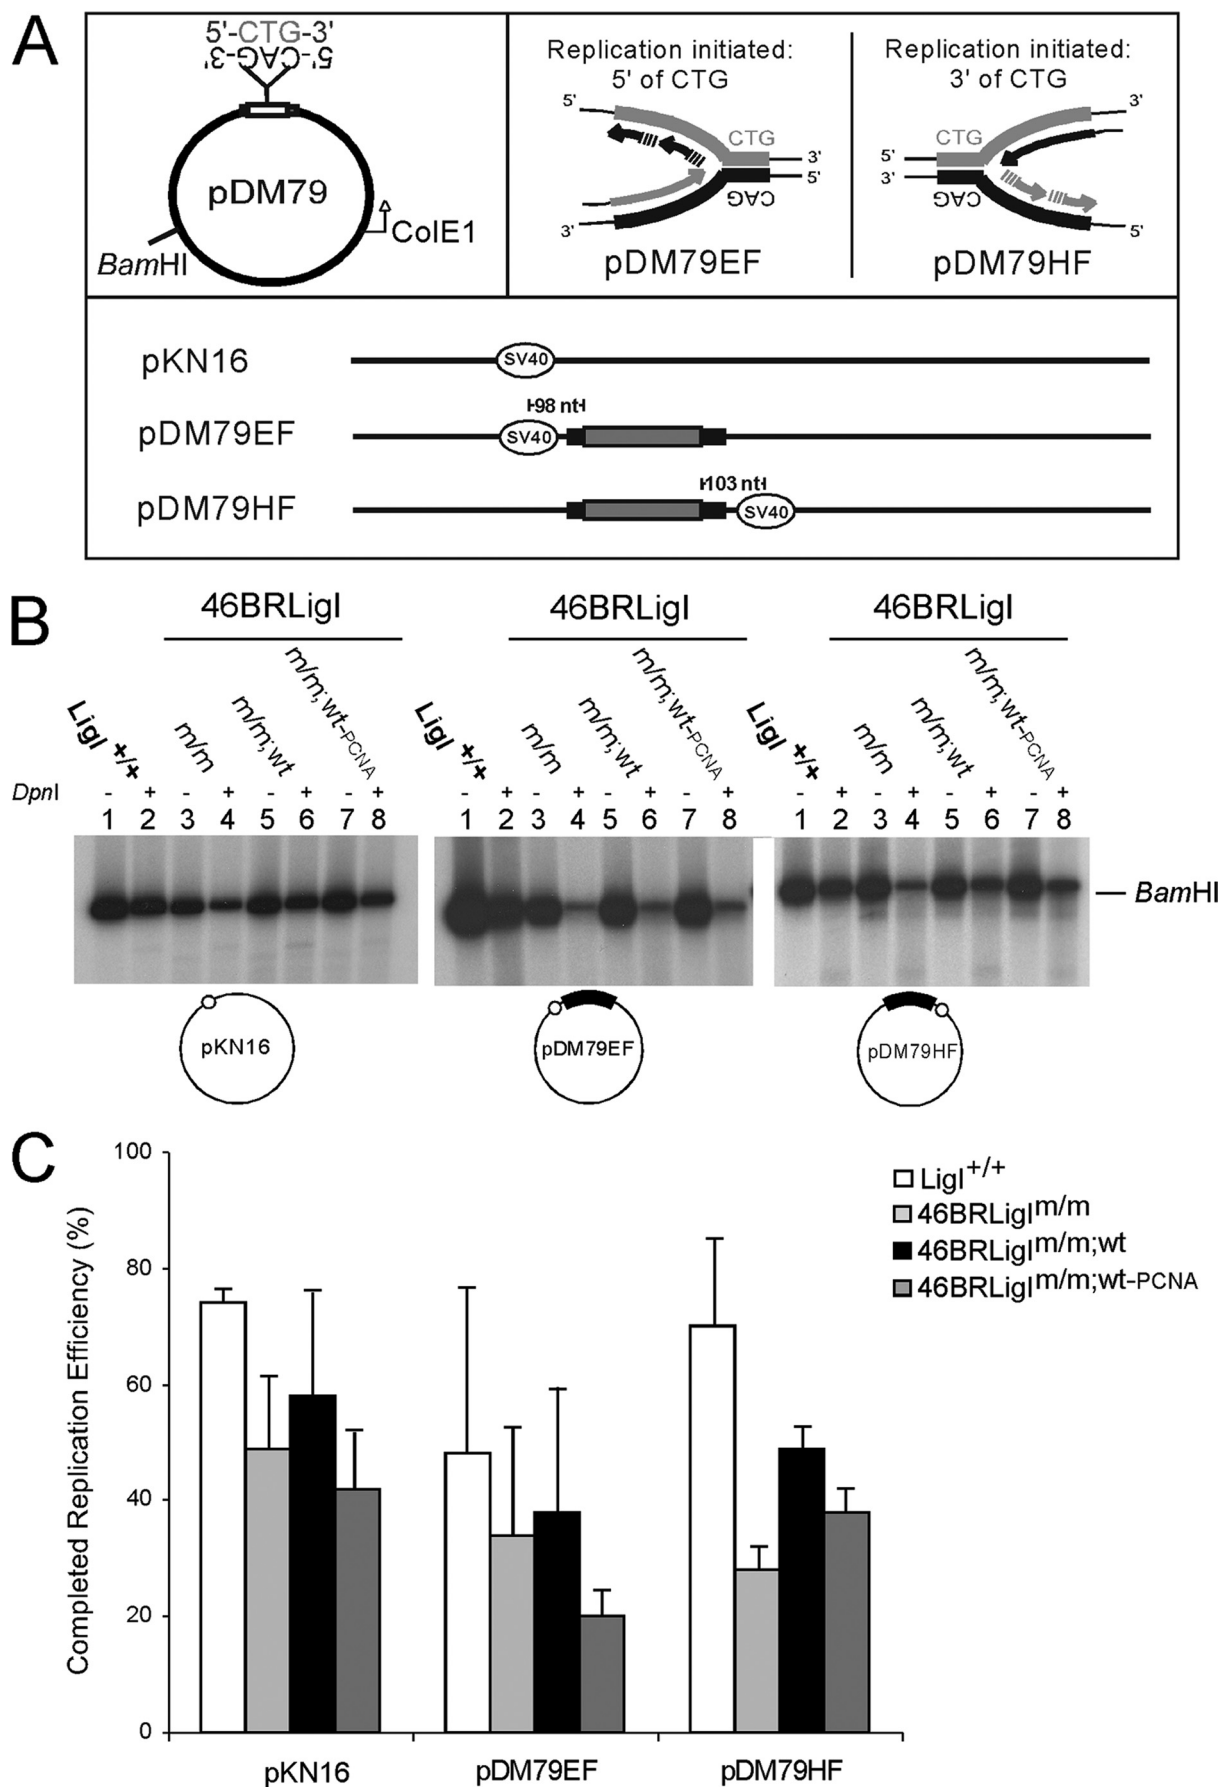 A
5'-CTG-3'
3'-GAC-5'
pDM79
ColE1
BamHI
Replication initiated:
5' of CTG
5'
CTG
3'
5'
CAG
3'
pDM79EF
Replication initiated:
3' of CTG
3'
CTG
5'
3'
CAG
5'
pDM79HF
pKN16
SV40
98 nt
pDM79EF
SV40
103 nt
pDM79HF
SV40
B
46BRLigI
46BRLigI
46BRLigI
LigI +/+
m/m
m/m;wt
m/m;wt-PCNA
LigI +/+
m/m
m/m;wt
m/m;wt-PCNA
LigI +/+
m/m
m/m;wt
m/m;wt-PCNA
DpnI - + - + - + - + - + - + - + - + - + - + - + - +
1 2 3 4 5 6 7 8 1 2 3 4 5 6 7 8 1 2 3 4 5 6 7 8
BamHI
pKN16
pDM79EF
pDM79HF
C
Completed Replication Efficiency (%)
100
80
60
40
20
0
LigI+/+
46BRLigIm/m
46BRLigIm/m;wt
46BRLigIm/m;wt-PCNA
pKN16
pDM79EF
pDM79HF